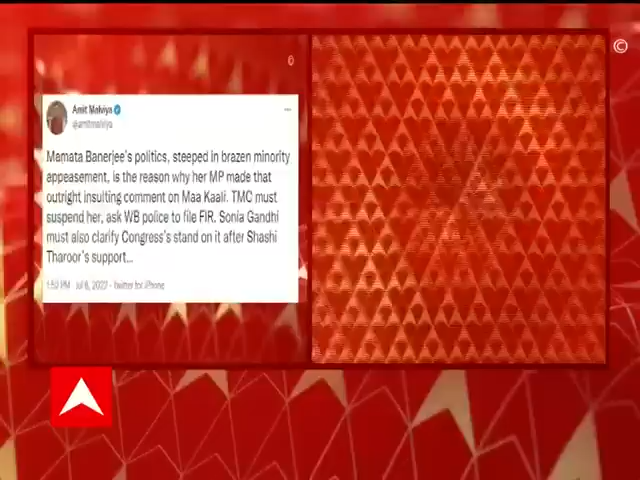 Amit Malviya
@amitmalviya
Mamata Banerjee's politics, steeped in brazen minority
appeasement, is the reason why her MP made that
outright insulting comment on Maa Kaali. TMC must
suspend her, ask WB police to file FIR. Sonia Gandhi
must also clarify Congress's stand on it after Shashi
Tharoor's support...
1:52 PM · Jul 6, 2022 · Twitter for iPhone
©